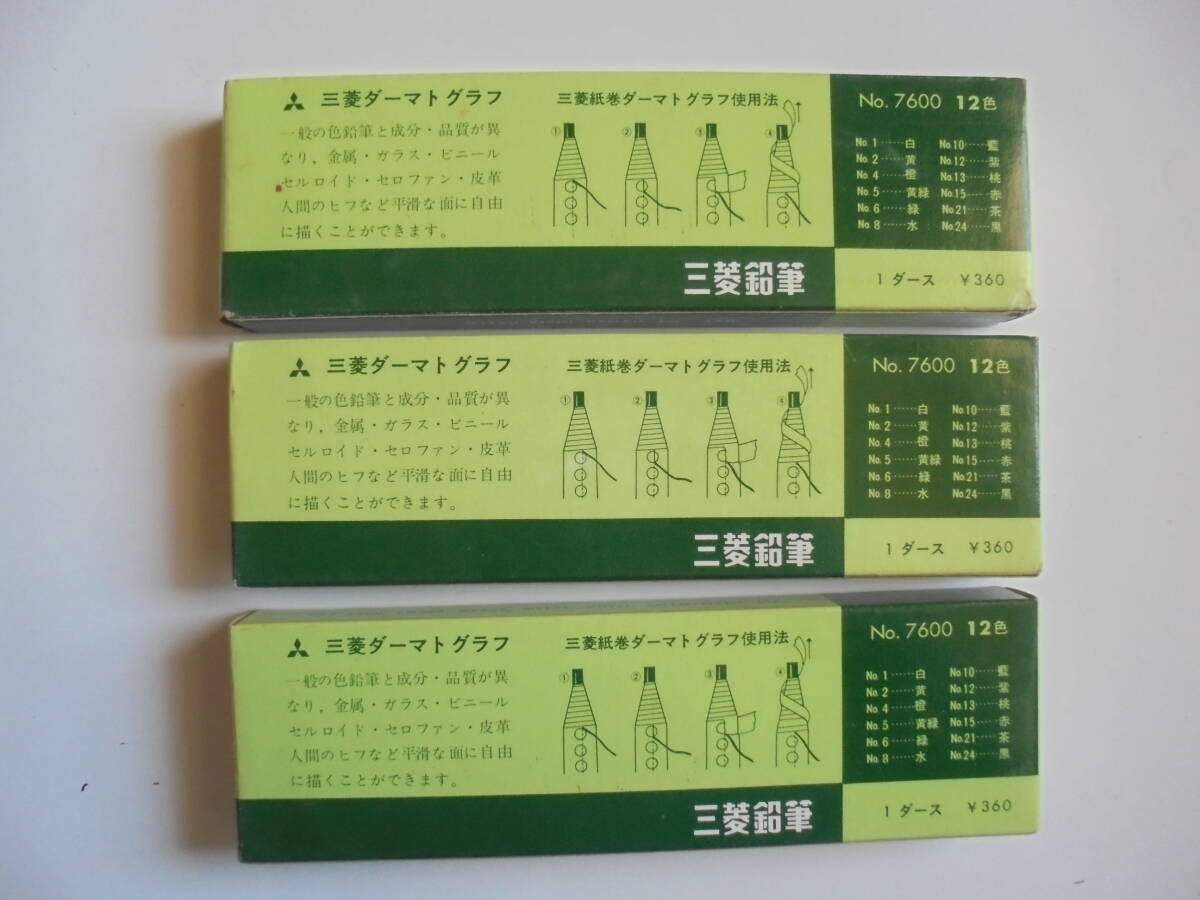 三菱ダーマトグラフ
一般の色鉛筆と成分・品質が異
なり，金属・ガラス・ビニール
セルロイド・セロファン・皮革
人間のヒフなど平滑な面に自由
に描くことができます。
三菱紙巻ダーマトグラフ使用法
① ② ③ ④
No. 7600 12色
No.1……白 No.10……藍
No.2……黄 No.12……紫
No.4……橙 No.13……桃
No.5……黄緑 No.15……赤
No.6……緑 No.21……茶
No.8……水 No.24……黒
三菱鉛筆
1 ダース ¥360
三菱ダーマトグラフ
一般の色鉛筆と成分・品質が異
なり，金属・ガラス・ビニール
セルロイド・セロファン・皮革
人間のヒフなど平滑な面に自由
に描くことができます。
三菱紙巻ダーマトグラフ使用法
① ② ③ ④
No. 7600 12色
No.1……白 No.10……藍
No.2……黄 No.12……紫
No.4……橙 No.13……桃
No.5……黄緑 No.15……赤
No.6……緑 No.21……茶
No.8……水 No.24……黒
三菱鉛筆
1 ダース ¥360
三菱ダーマトグラフ
一般の色鉛筆と成分・品質が異
なり，金属・ガラス・ビニール
セルロイド・セロファン・皮革
人間のヒフなど平滑な面に自由
に描くことができます。
三菱紙巻ダーマトグラフ使用法
① ② ③ ④
No. 7600 12色
No.1……白 No.10……藍
No.2……黄 No.12……紫
No.4……橙 No.13……桃
No.5……黄緑 No.15……赤
No.6……緑 No.21……茶
No.8……水 No.24……黒
三菱鉛筆
1 ダース ¥360